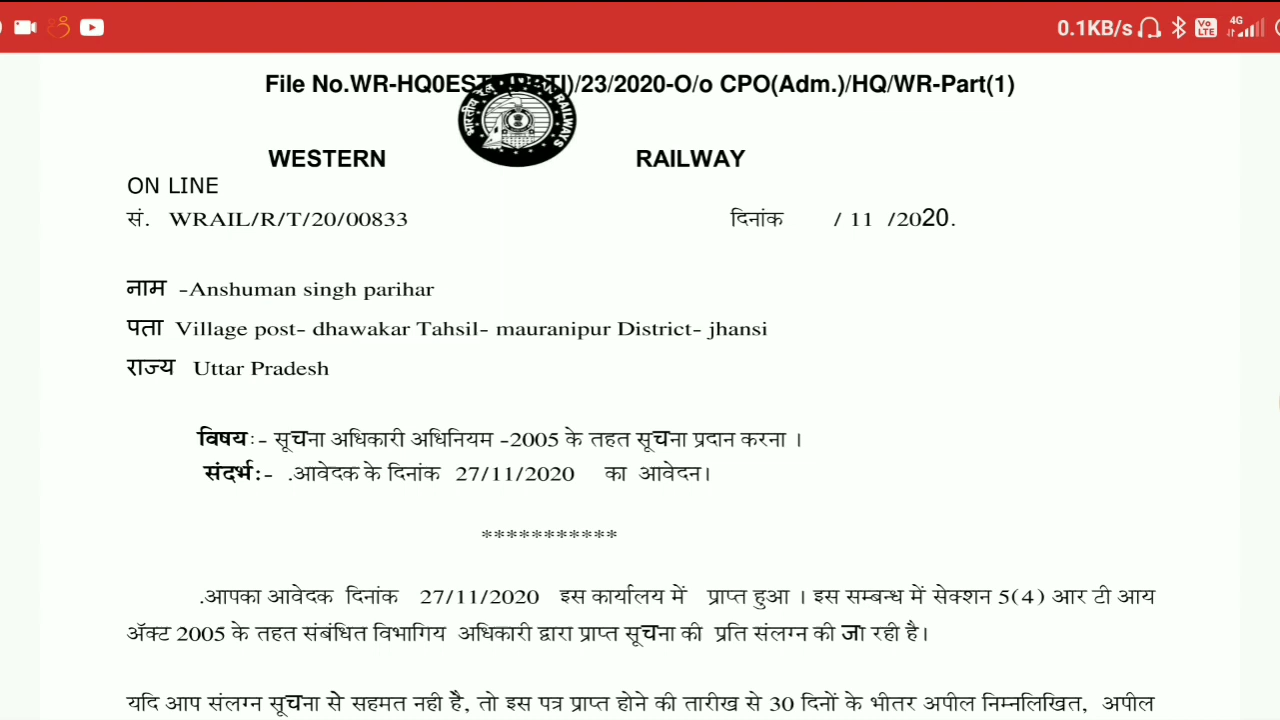 0.1KB/s VoLTE 4G
File No.WR-HQ0EST )/23/2020-O/o CPO(Adm.)/HQ/WR-Part(1)
WESTERN RAILWAY
ON LINE
सं. WRAIL/R/T/20/00833 दिनांक / 11 /2020.
नाम -Anshuman singh parihar
पता Village post- dhawakar Tahsil- mauranipur District- jhansi
राज्य Uttar Pradesh
विषय:- सूचना अधिकारी अधिनियम -2005 के तहत सूचना प्रदान करना ।
संदर्भ:- .आवेदक के दिनांक 27/11/2020 का आवेदन।
***********
.आपका आवेदक दिनांक 27/11/2020 इस कार्यालय में प्राप्त हुआ । इस सम्बन्ध में सेक्शन 5(4) आर टी आय
ॲक्ट 2005 के तहत संबंधित विभागिय अधिकारी द्वारा प्राप्त सूचना की प्रति संलग्न की जा रही है।
यदि आप संलग्न सूचना से सहमत नही है, तो इस पत्र प्राप्त होने की तारीख से 30 दिनों के भीतर अपील निम्नलिखित, अपील